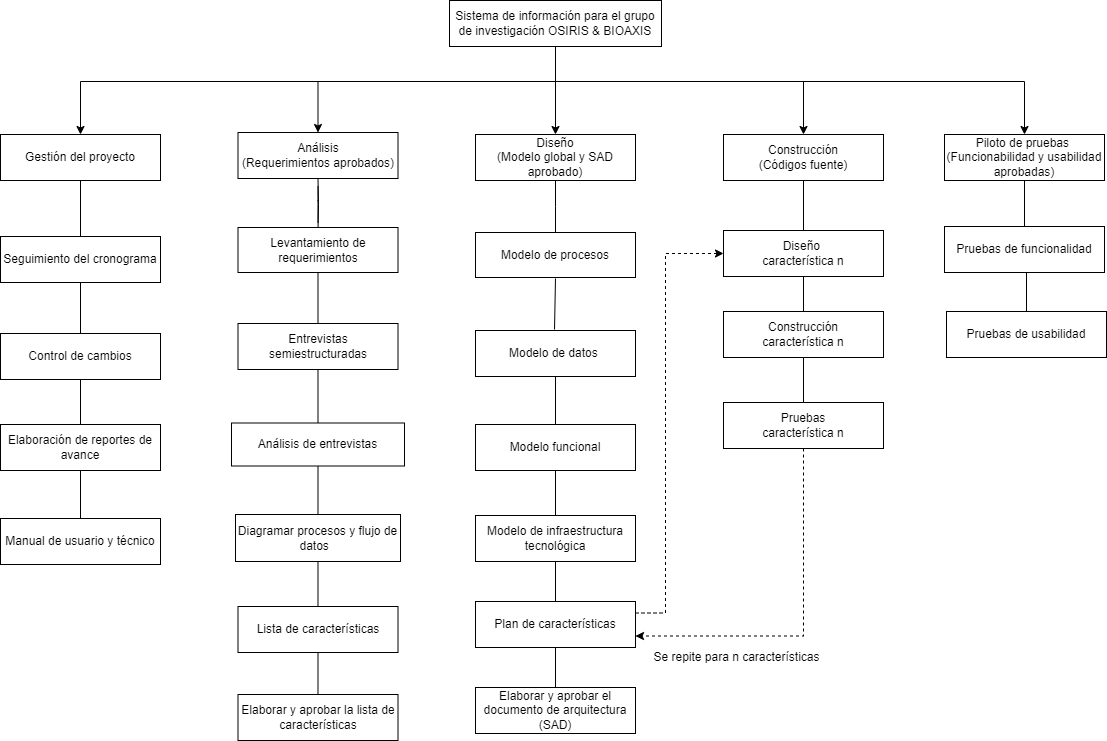 Sistema de información para el grupo
de investigación OSIRIS & BIOAXIS
Gestión del proyecto
Seguimiento del cronograma
Control de cambios
Elaboración de reportes de
avance
Manual de usuario y técnico
Análisis
(Requerimientos aprobados)
Levantamiento de
requerimientos
Entrevistas
semiestructuradas
Análisis de entrevistas
Diagramar procesos y flujo de
datos
Lista de características
Elaborar y aprobar la lista de
características
Diseño
(Modelo global y SAD
aprobado)
Modelo de procesos
Modelo de datos
Modelo funcional
Modelo de infraestructura
tecnológica
Plan de características
Elaborar y aprobar el
documento de arquitectura
(SAD)
Construcción
(Códigos fuente)
Diseño
característica n
Construcción
característica n
Pruebas
característica n
Se repite para n características
Piloto de pruebas
(Funcionabilidad y usabilidad
aprobadas)
Pruebas de funcionalidad
Pruebas de usabilidad